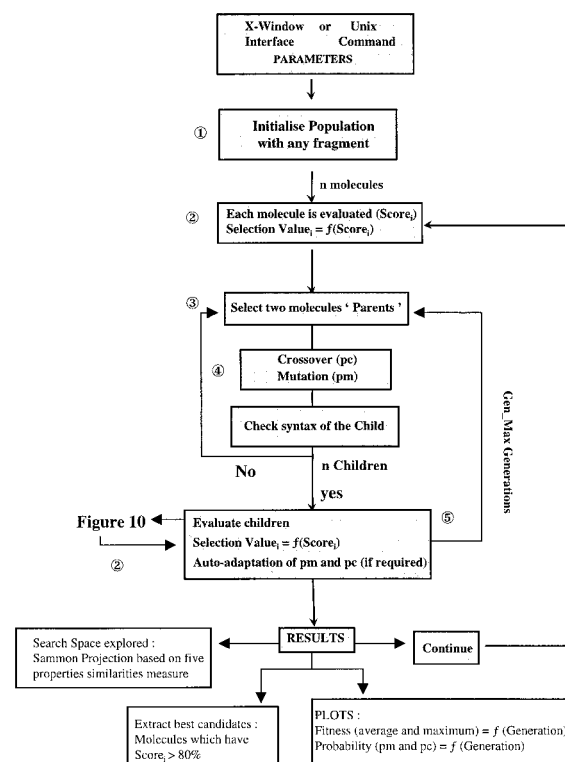 X-Window or Unix
Interface Command
PARAMETERS
①
Initialise Population
with any fragment
n molecules
②
Each molecule is evaluated (Scoreᵢ)
Selection Valueᵢ = ƒ(Scoreᵢ)
③
Select two molecules ‘ Parents ’
④
Crossover (pc)
Mutation (pm)
Check syntax of the Child
No
n Children
yes
Gen_Max Generations
⑤
Figure 10
②
Evaluate children
Selection Valueᵢ = ƒ(Scoreᵢ)
Auto-adaptation of pm and pc (if required)
RESULTS
Continue
Search Space explored :
Sammon Projection based on five
properties similarities measure
Extract best candidates :
Molecules which have
Scoreᵢ > 80%
PLOTS :
Fitness (average and maximum) = ƒ (Generation)
Probability (pm and pc) = ƒ (Generation)